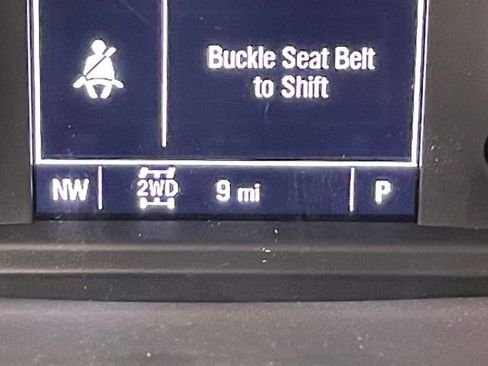 Buckle Seat Belt
to Shift
NW 2WD 9 mi P